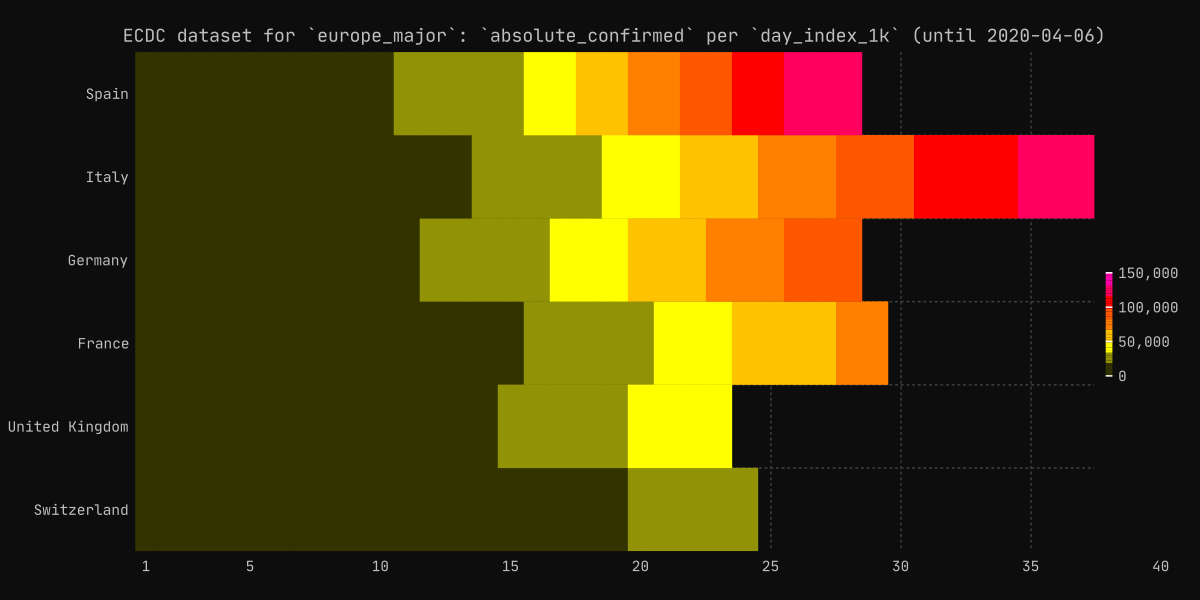 ECDC dataset for `europe_major`: `absolute_confirmed` per `day_index_1k` (until 2020-04-06)
Spain
Italy
Germany
France
United Kingdom
Switzerland
150,000
100,000
50,000
0
1 5 10 15 20 25 30 35 40